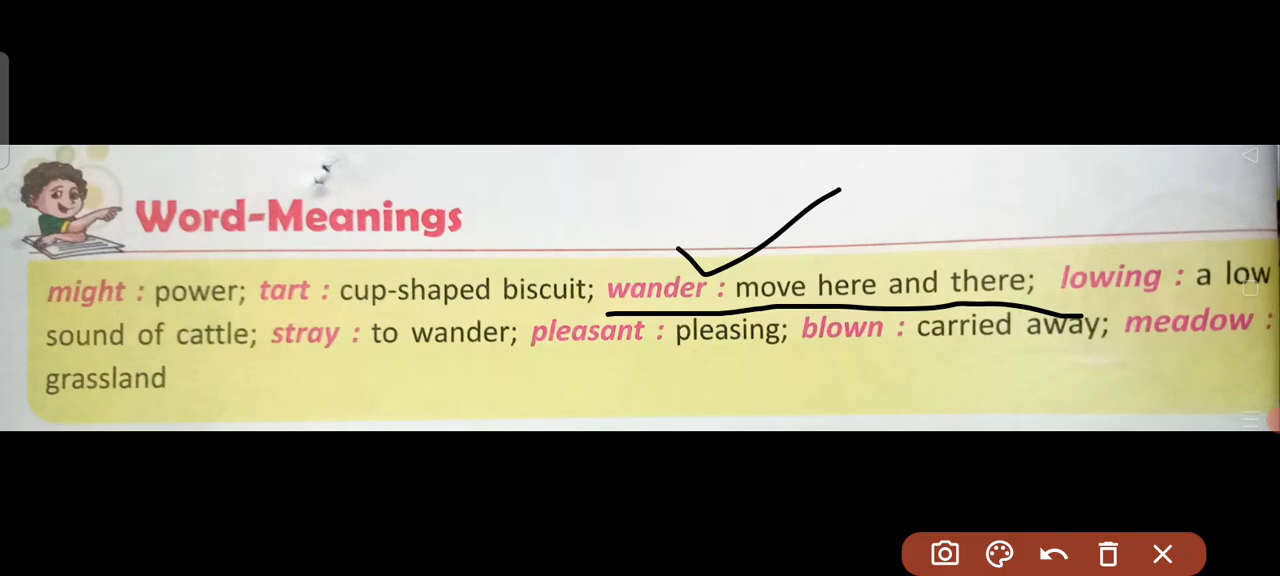 Word-Meanings
might : power; tart : cup-shaped biscuit; wander : move here and there; lowing : a low
sound of cattle; stray : to wander; pleasant : pleasing; blown : carried away; meadow :
grassland